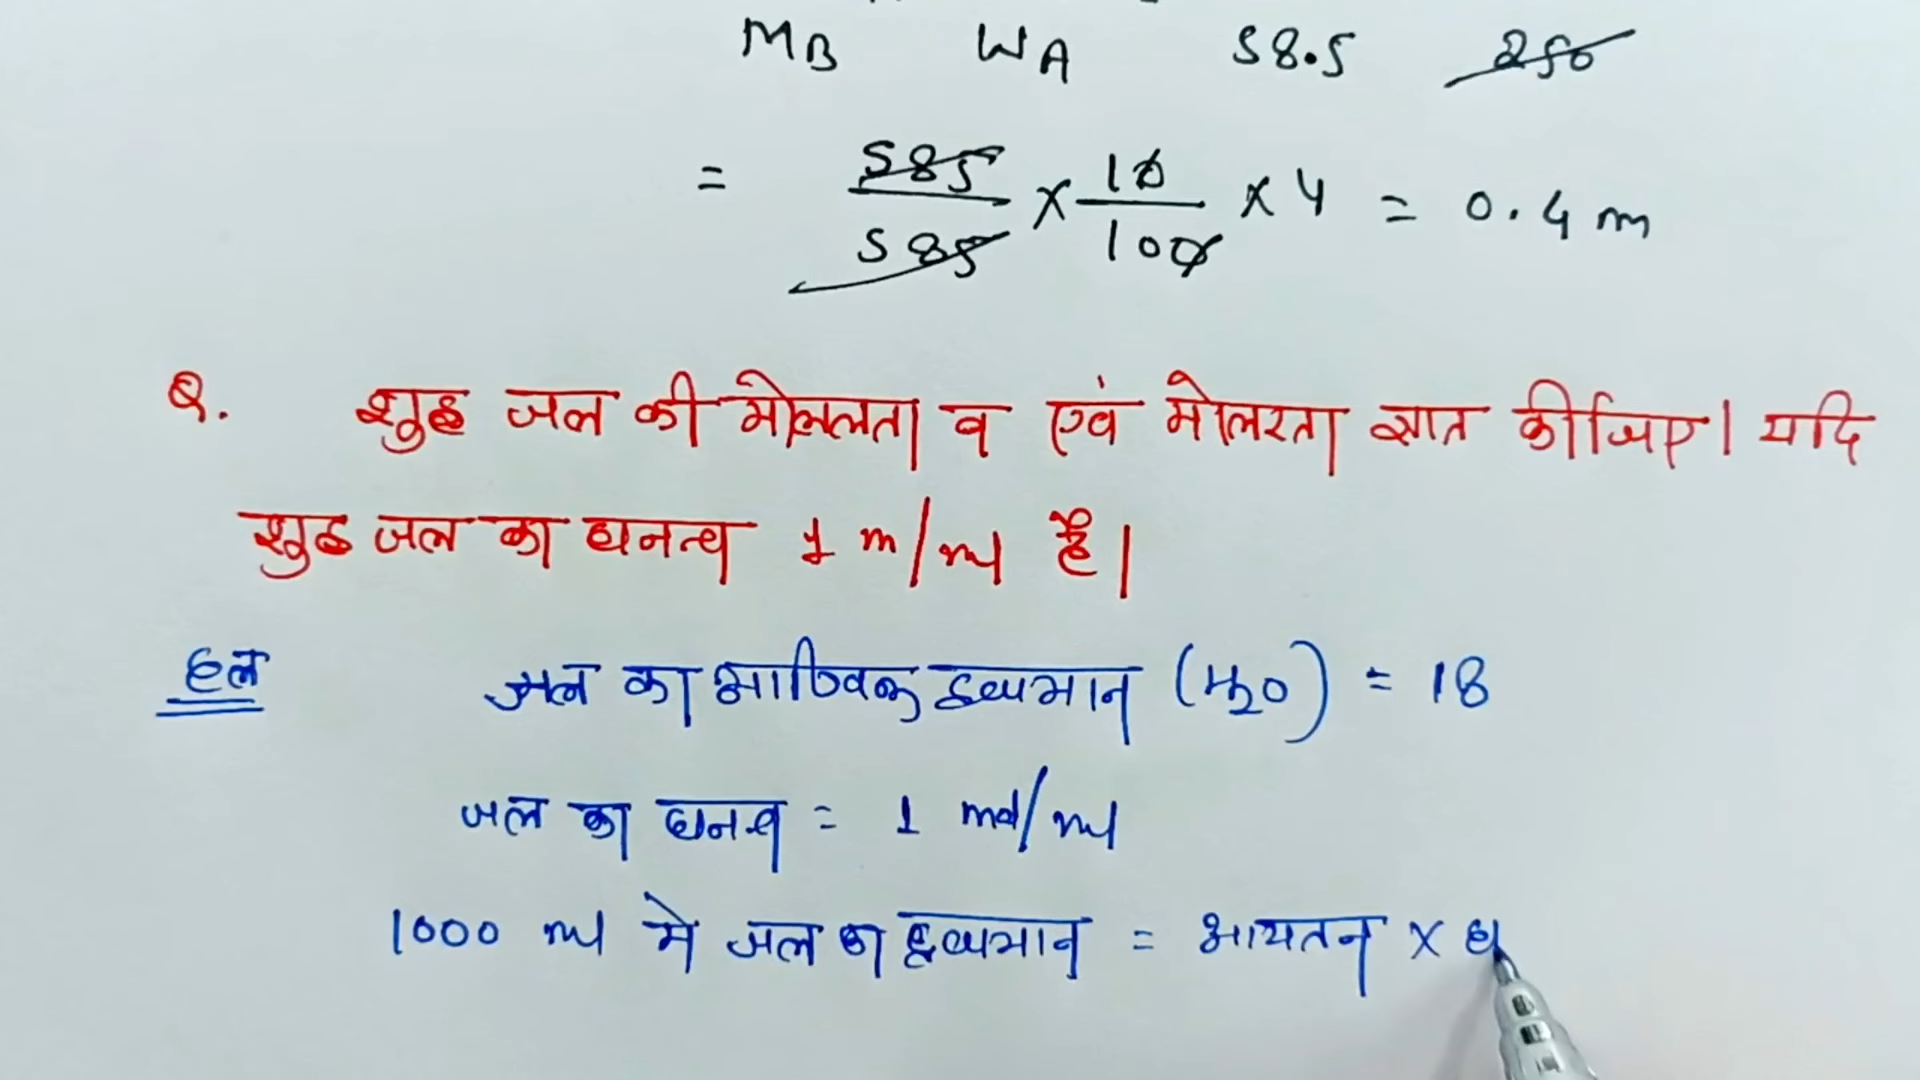 MB WA 58.5 250
= 585/585 × 10/100 × 4 = 0.4 m
Q. शुद्ध जल की मोललता व एवं मोलरता ज्ञात कीजिए। यदि
शुद्ध जल का घनत्व 1 m/ml है।
हल जल का आण्विक द्रव्यमान (H2O) = 18
जल का घनत्व = 1 mol/ml
1000 ml मे जल का द्रव्यमान = आयतन × घ